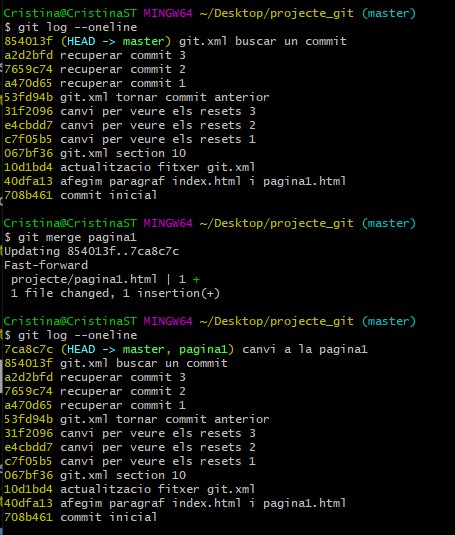 Cristina@CristinaST MINGW64 ~/Desktop/projecte_git (master)
$ git log --oneline
854013f (HEAD -> master) git.xml buscar un commit
a2d2bfd recuperar commit 3
7659c74 recuperar commit 2
a470d65 recuperar commit 1
53fd94b git.xml tornar commit anterior
31f2096 canvi per veure els resets 3
e4cbdd7 canvi per veure els resets 2
c7f05b5 canvi per veure els resets 1
067bf36 git.xml section 10
10d1bd4 actualitzacio fitxer git.xml
40dfa13 afegim paragraf index.html i pagina1.html
708b461 commit inicial
Cristina@CristinaST MINGW64 ~/Desktop/projecte_git (master)
$ git merge pagina1
Updating 854013f..7ca8c7c
Fast-forward
projecte/pagina1.html | 1 +
1 file changed, 1 insertion(+)
Cristina@CristinaST MINGW64 ~/Desktop/projecte_git (master)
$ git log --oneline
7ca8c7c (HEAD -> master, pagina1) canvi a la pagina1
854013f git.xml buscar un commit
a2d2bfd recuperar commit 3
7659c74 recuperar commit 2
a470d65 recuperar commit 1
53fd94b git.xml tornar commit anterior
31f2096 canvi per veure els resets 3
e4cbdd7 canvi per veure els resets 2
c7f05b5 canvi per veure els resets 1
067bf36 git.xml section 10
10d1bd4 actualitzacio fitxer git.xml
40dfa13 afegim paragraf index.html i pagina1.html
708b461 commit inicial